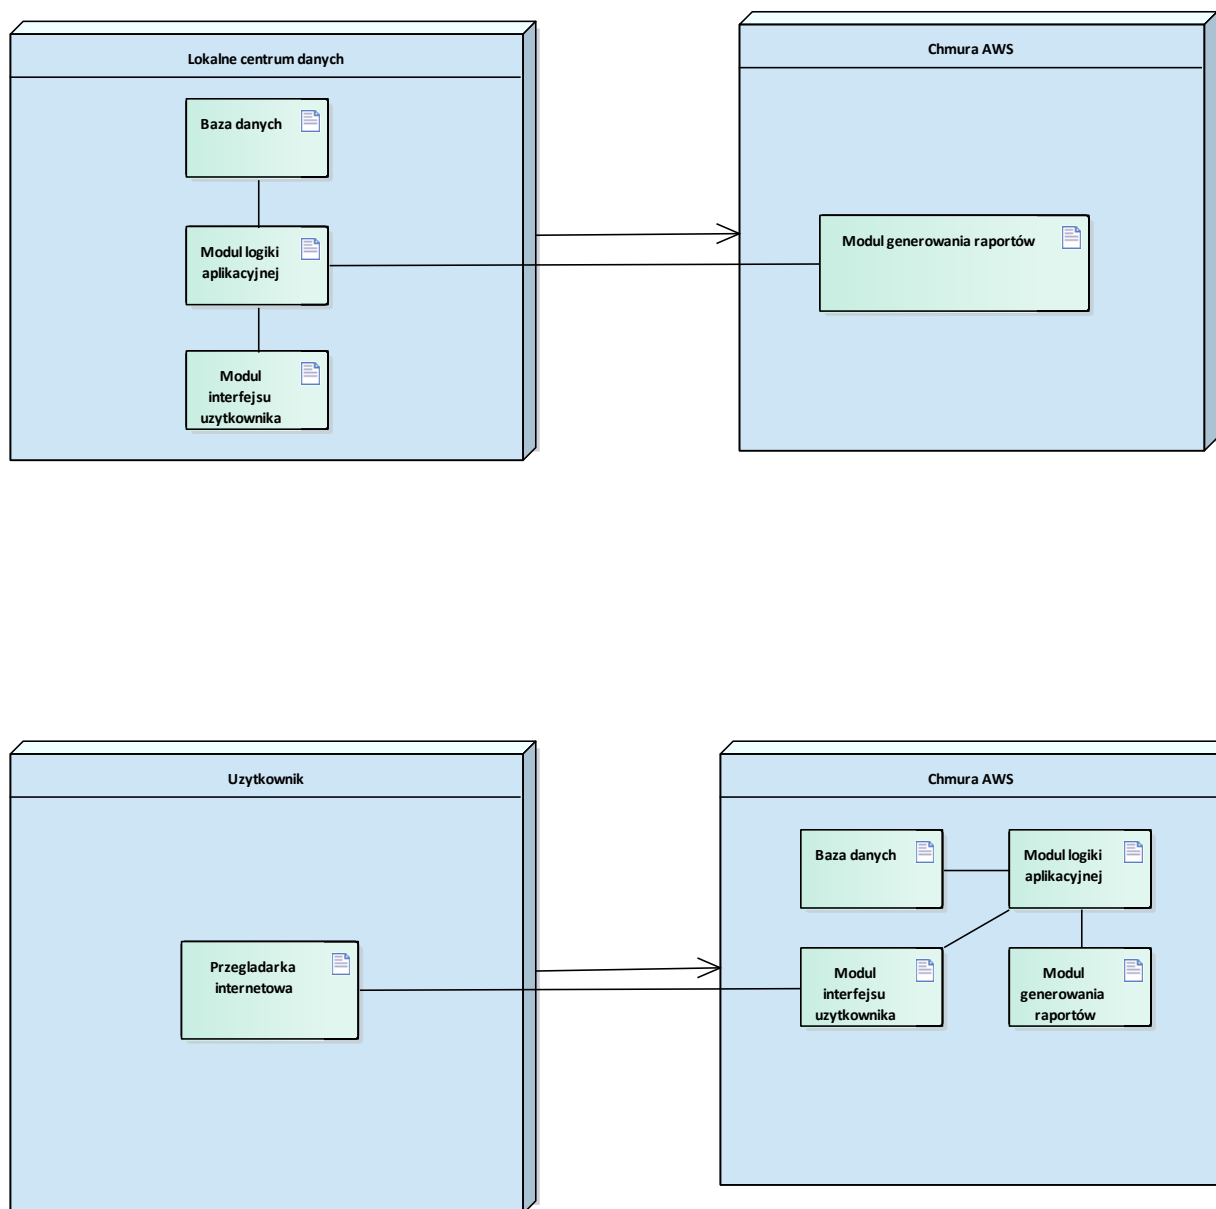 Lokalne centrum danych
Chmura AWS
Baza danych
Modul logiki
aplikacyjnej
Modul
interfejsu
uzytkownika
Modul generowania raportów
Uzytkownik
Chmura AWS
Przegladarka
internetowa
Baza danych
Modul logiki
aplikacyjnej
Modul
interfejsu
uzytkownika
Modul
generowania
raportów